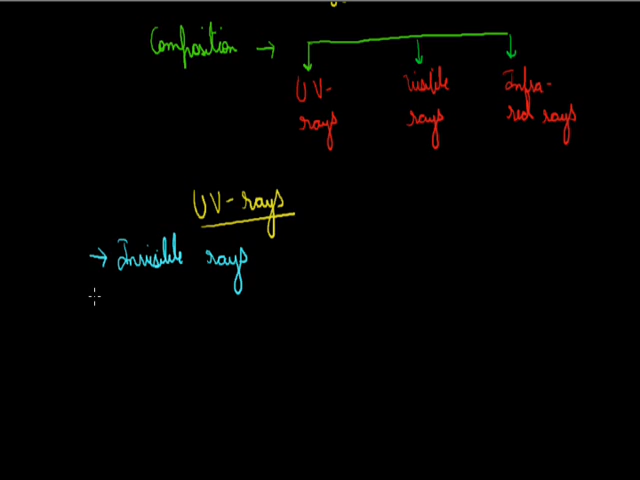 Composition →
UV- Visible Infra-
rays rays red rays
UV-rays
→ Invisible rays